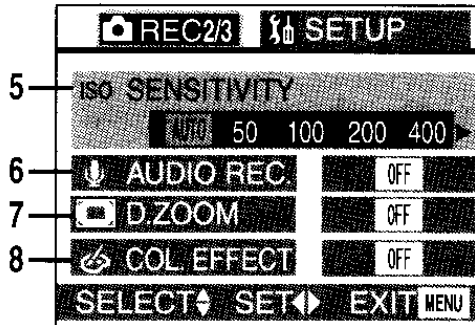 REC2/3 SETUP
5 ISO SENSITIVITY
AUTO 50 100 200 400
6 AUDIO REC. OFF
7 D.ZOOM OFF
8 COL.EFFECT OFF
SELECT SET EXIT MENU